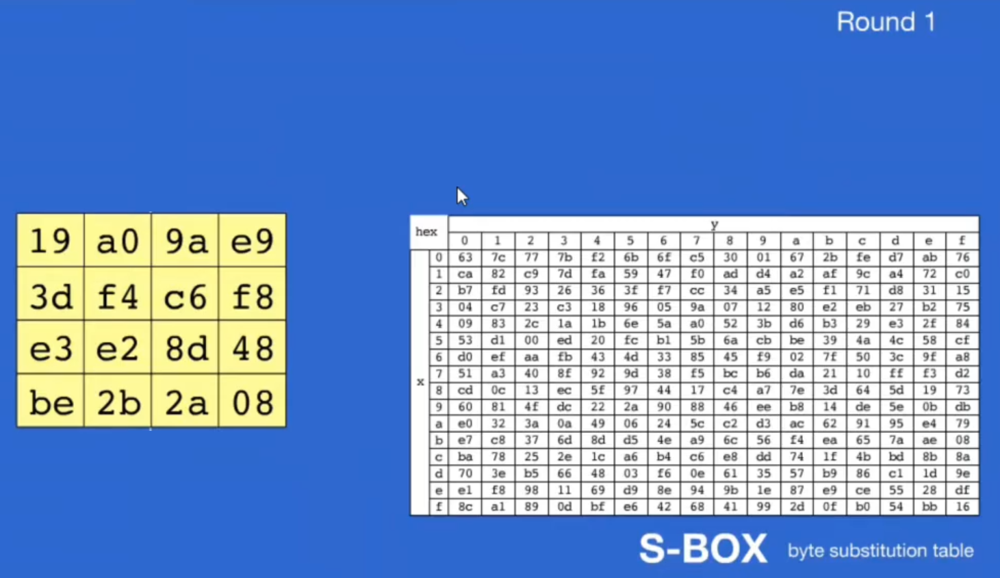 Round 1
19 a0 9a e9
3d f4 c6 f8
e3 e2 8d 48
be 2b 2a 08
hex y
0 1 2 3 4 5 6 7 8 9 a b c d e f
x
0 63 7c 77 7b f2 6b 6f c5 30 01 67 2b fe d7 ab 76
1 ca 82 c9 7d fa 59 47 f0 ad d4 a2 af 9c a4 72 c0
2 b7 fd 93 26 36 3f f7 cc 34 a5 e5 f1 71 d8 31 15
3 04 c7 23 c3 18 96 05 9a 07 12 80 e2 eb 27 b2 75
4 09 83 2c 1a 1b 6e 5a a0 52 3b d6 b3 29 e3 2f 84
5 53 d1 00 ed 20 fc b1 5b 6a cb be 39 4a 4c 58 cf
6 d0 ef aa fb 43 4d 33 85 45 f9 02 7f 50 3c 9f a8
7 51 a3 40 8f 92 9d 38 f5 bc b6 da 21 10 ff f3 d2
8 cd 0c 13 ec 5f 97 44 17 c4 a7 7e 3d 64 5d 19 73
9 60 81 4f dc 22 2a 90 88 46 ee b8 14 de 5e 0b db
a e0 32 3a 0a 49 06 24 5c c2 d3 ac 62 91 95 e4 79
b e7 c8 37 6d 8d d5 4e a9 6c 56 f4 ea 65 7a ae 08
c ba 78 25 2e 1c a6 b4 c6 e8 dd 74 1f 4b bd 8b 8a
d 70 3e b5 66 48 03 f6 0e 61 35 57 b9 86 c1 1d 9e
e e1 f8 98 11 69 d9 8e 94 9b 1e 87 e9 ce 55 28 df
f 8c a1 89 0d bf e6 42 68 41 99 2d 0f b0 54 bb 16
S-BOX byte substitution table